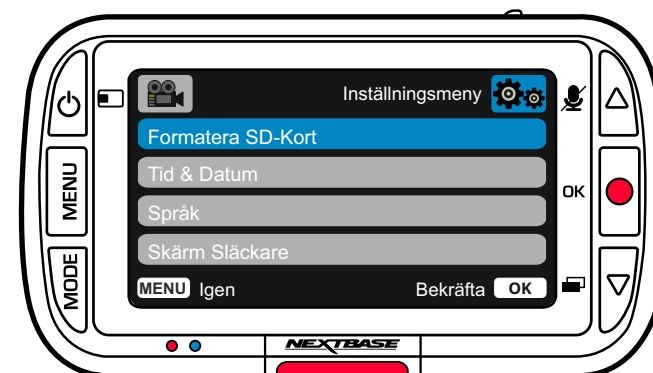 Inställningsmeny
Formatera SD-Kort
Tid & Datum
Språk
Skärm Släckare
MENU Igen Bekräfta OK
MENU
MODE
OK
NEXTBASE